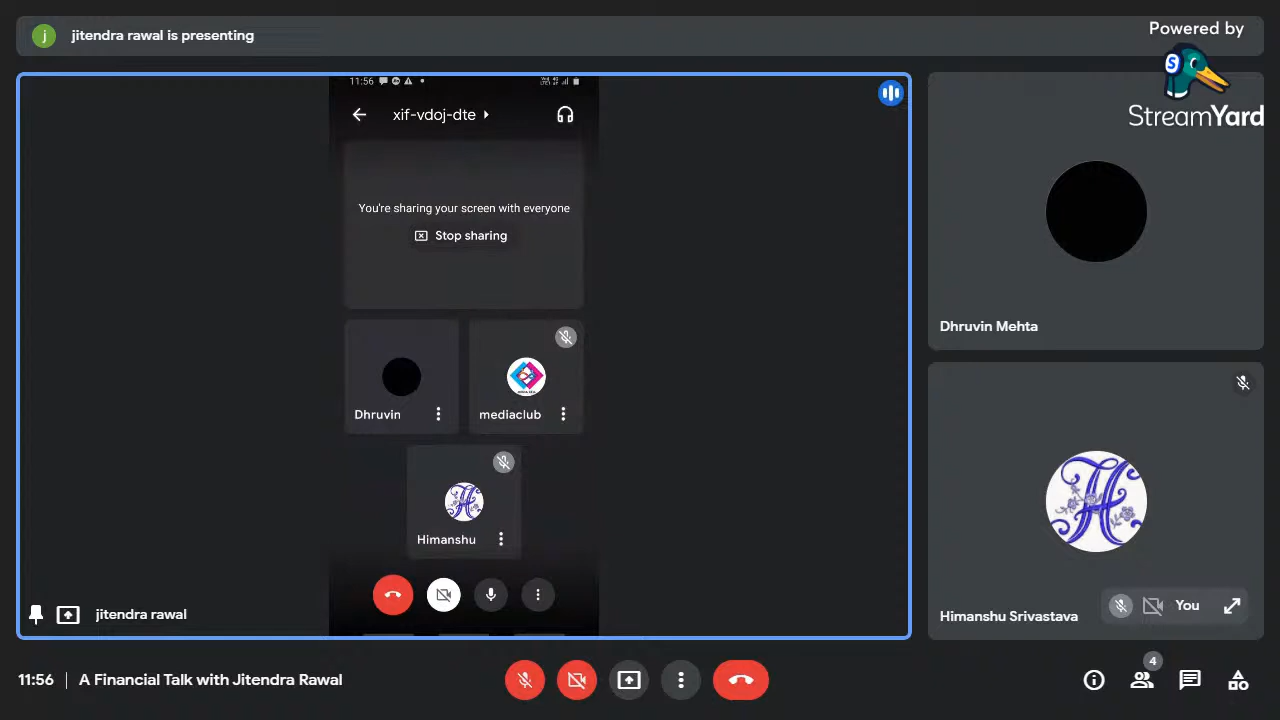 j jitendra rawal is presenting
Powered by
StreamYard
11:56
xif-vdoj-dte
You're sharing your screen with everyone
Stop sharing
Dhruvin
mediaclub
Himanshu
jitendra rawal
Dhruvin Mehta
Himanshu Srivastava
You
11:56 | A Financial Talk with Jitendra Rawal
4